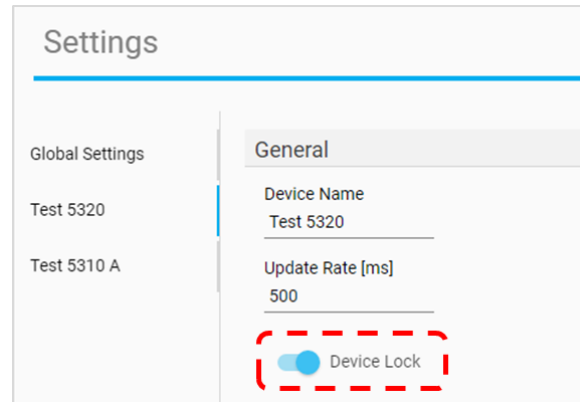 Settings
Global Settings
Test 5320
Test 5310 A
General
Device Name
Test 5320
Update Rate [ms]
500
Device Lock